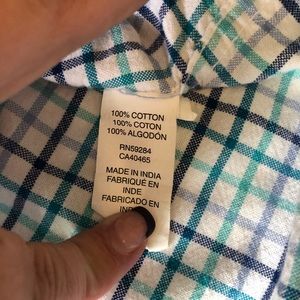 100% COTTON
100% COTON
100% ALGODÓN
RN59284
CA40465
MADE IN INDIA
FABRIQUÉ EN
INDE
FABRICADO EN